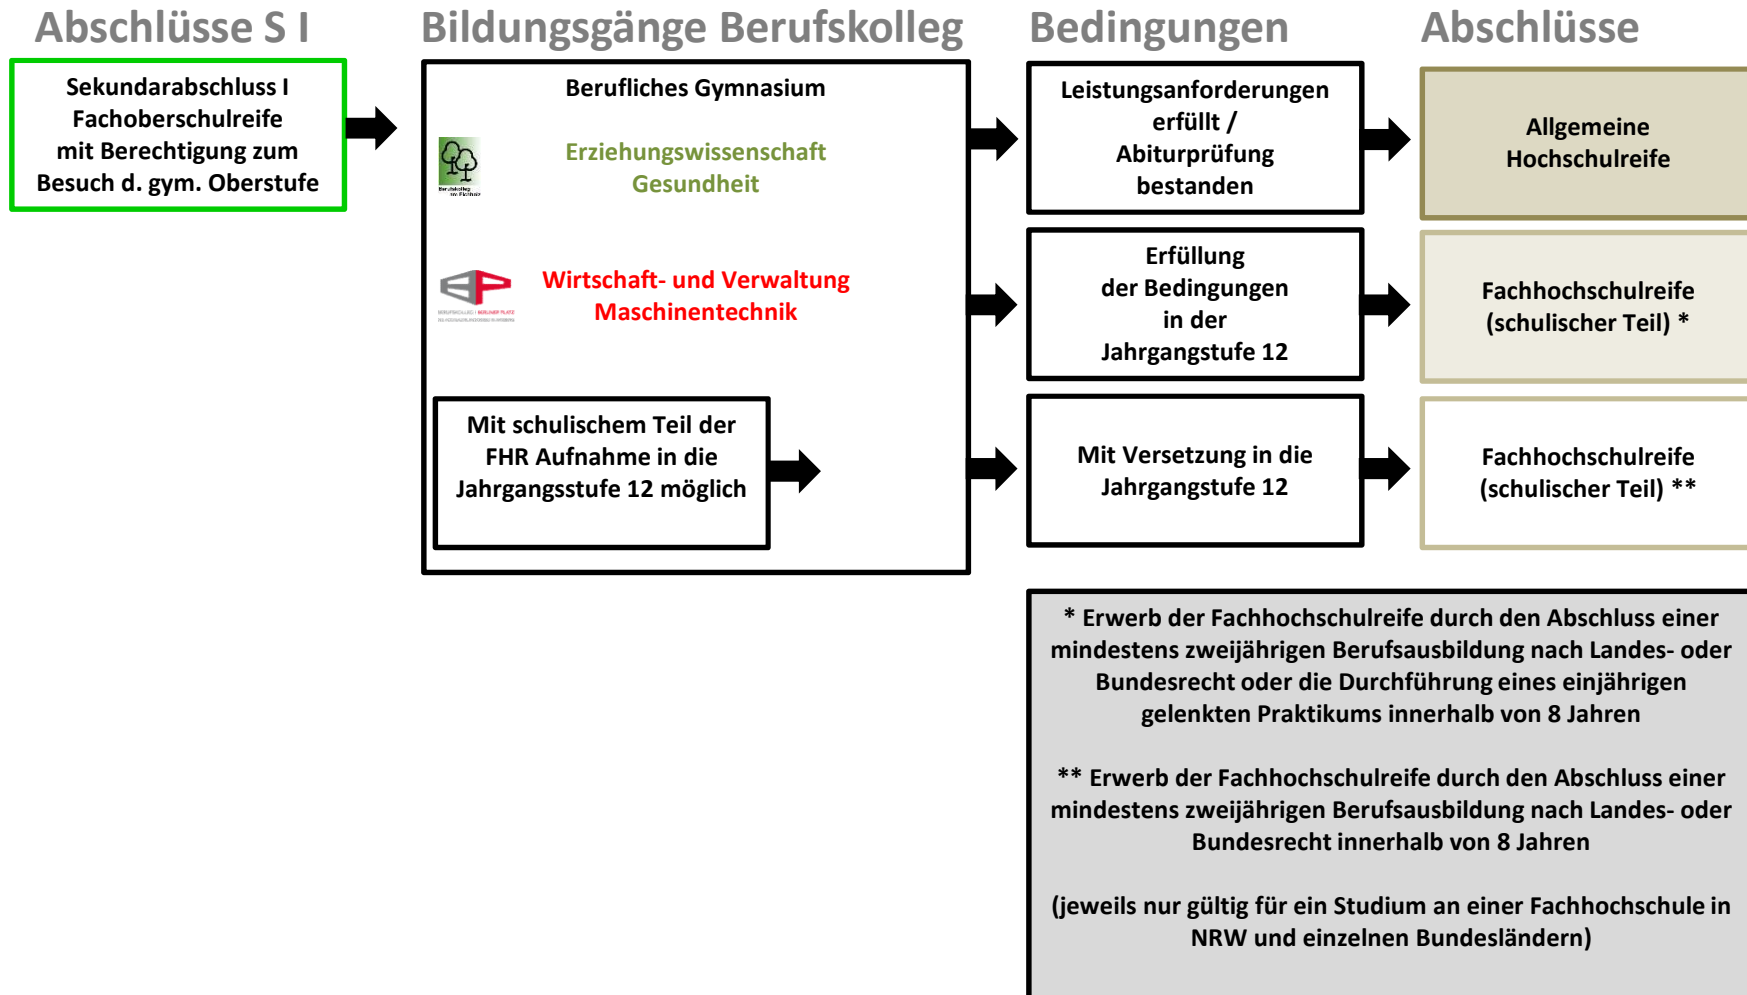 Abschlüsse S I
Bildungsgänge Berufskolleg
Bedingungen
Abschlüsse
Sekundarabschluss I
Fachoberschulreife
mit Berechtigung zum
Besuch d. gym. Oberstufe
Berufliches Gymnasium
Erziehungswissenschaft
Gesundheit
Berufskolleg
am Eichholz
Wirtschaft- und Verwaltung
Maschinentechnik
BERUFSKOLLEG BERLINER PLATZ
Mit schulischem Teil der
FHR Aufnahme in die
Jahrgangsstufe 12 möglich
Leistungsanforderungen
erfüllt /
Abiturprüfung
bestanden
Allgemeine
Hochschulreife
Erfüllung
der Bedingungen
in der
Jahrgangstufe 12
Fachhochschulreife
(schulischer Teil) *
Mit Versetzung in die
Jahrgangstufe 12
Fachhochschulreife
(schulischer Teil) **
* Erwerb der Fachhochschulreife durch den Abschluss einer
mindestens zweijährigen Berufsausbildung nach Landes- oder
Bundesrecht oder die Durchführung eines einjährigen
gelenkten Praktikums innerhalb von 8 Jahren
** Erwerb der Fachhochschulreife durch den Abschluss einer
mindestens zweijährigen Berufsausbildung nach Landes- oder
Bundesrecht innerhalb von 8 Jahren
(jeweils nur gültig für ein Studium an einer Fachhochschule in
NRW und einzelnen Bundesländern)